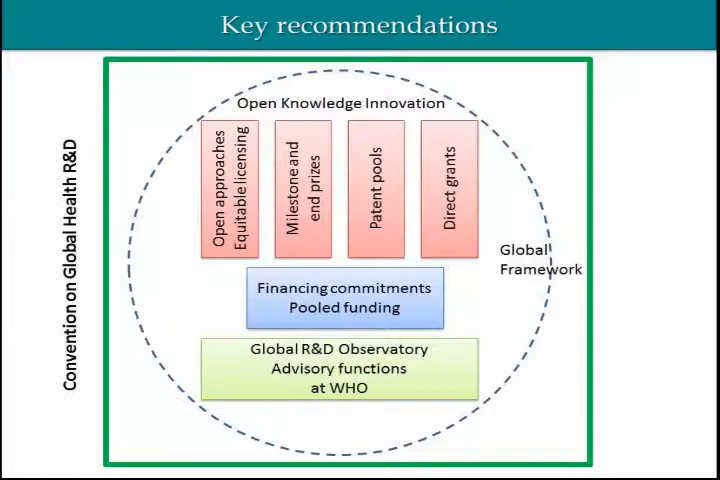 Key recommendations
Convention on Global Health R&D
Open Knowledge Innovation
Open approaches
Equitable licensing
Milestone and
end prizes
Patent pools
Direct grants
Global
Framework
Financing commitments
Pooled funding
Global R&D Observatory
Advisory functions
at WHO